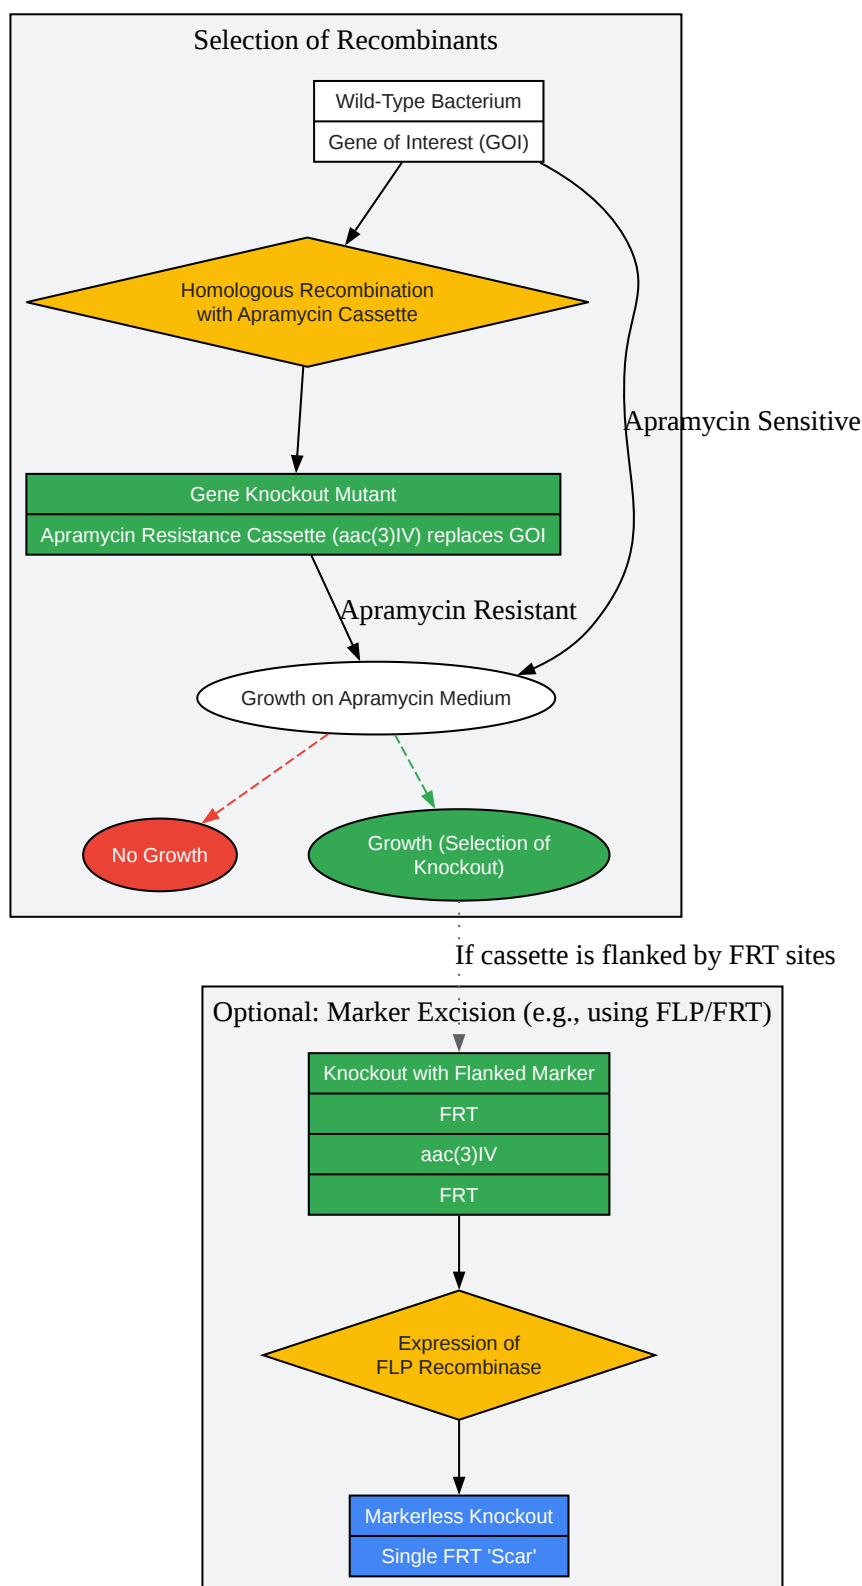 Selection of Recombinants
Wild-Type Bacterium
Gene of Interest (GOI)
Homologous Recombination
with Apramycin Cassette
Apramycin Sensitive
Gene Knockout Mutant
Apramycin Resistance Cassette (aac(3)IV) replaces GOI
Apramycin Resistant
Growth on Apramycin Medium
No Growth
Growth (Selection of
Knockout)
If cassette is flanked by FRT sites
Optional: Marker Excision (e.g., using FLP/FRT)
Knockout with Flanked Marker
FRT
aac(3)IV
FRT
Expression of
FLP Recombinase
Markerless Knockout
Single FRT 'Scar'